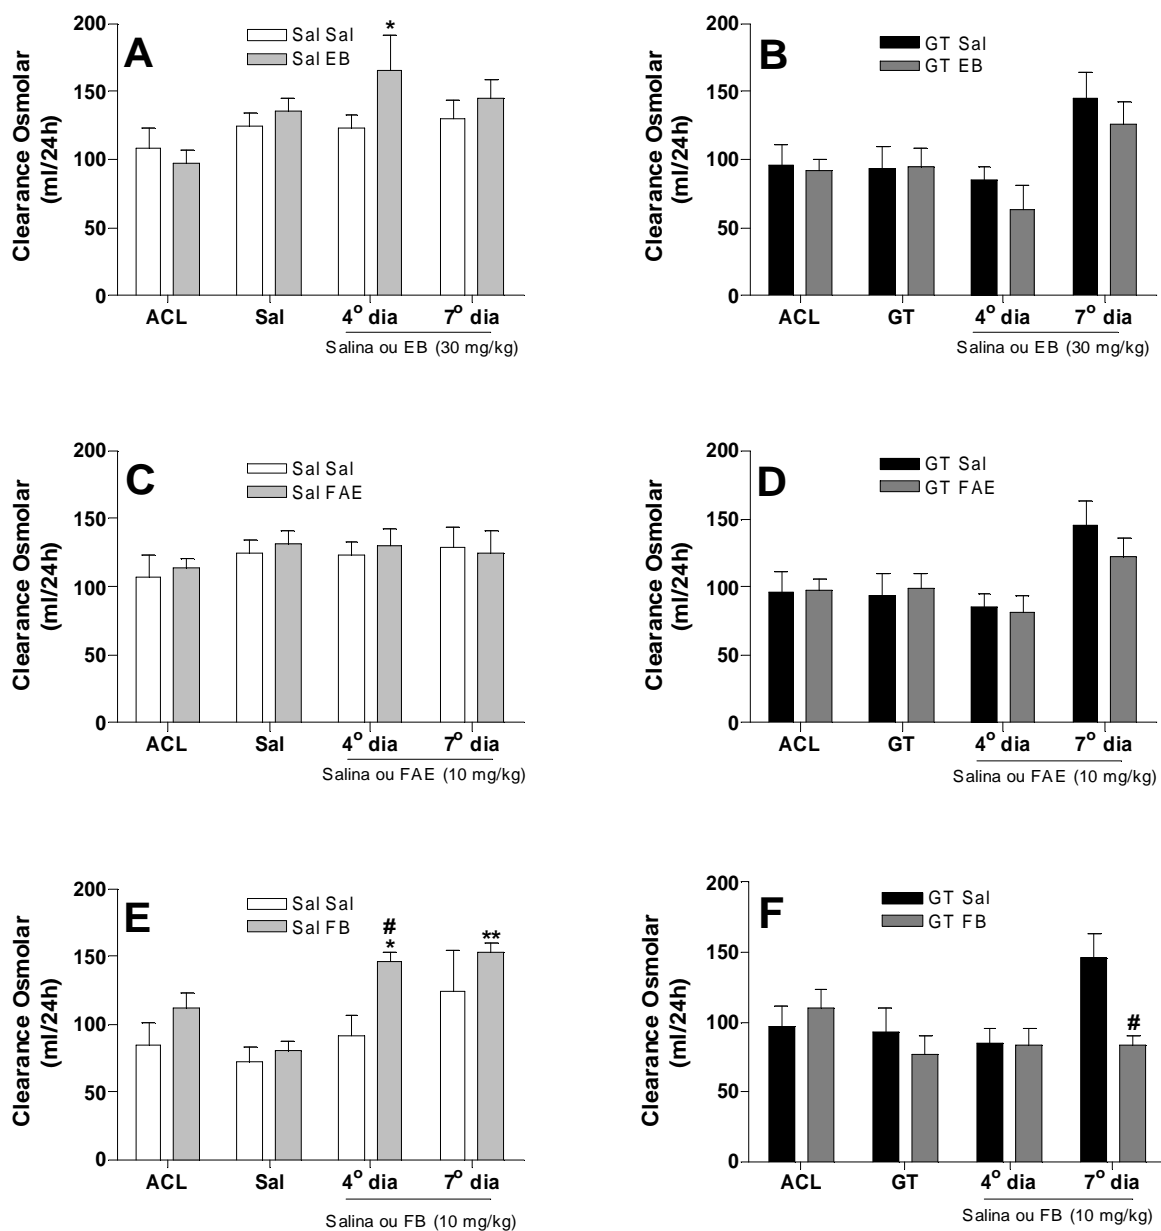 A
Clearance Osmolar
(ml/24h)
200
150
100
50
0
Sal Sal
Sal EB
*
ACL Sal 4º dia 7º dia
Salina ou EB (30 mg/kg)
B
Clearance Osmolar
(ml/24h)
200
150
100
50
0
GT Sal
GT EB
ACL GT 4º dia 7º dia
Salina ou EB (30 mg/kg)
C
Clearance Osmolar
(ml/24h)
200
150
100
50
0
Sal Sal
Sal FAE
ACL Sal 4º dia 7º dia
Salina ou FAE (10 mg/kg)
D
Clearance Osmolar
(ml/24h)
200
150
100
50
0
GT Sal
GT FAE
ACL GT 4º dia 7º dia
Salina ou FAE (10 mg/kg)
E
Clearance Osmolar
(ml/24h)
200
150
100
50
0
Sal Sal
Sal FB
#
* **
ACL Sal 4º dia 7º dia
Salina ou FB (10 mg/kg)
F
Clearance Osmolar
(ml/24h)
200
150
100
50
0
GT Sal
GT FB
#
ACL GT 4º dia 7º dia
Salina ou FB (10 mg/kg)